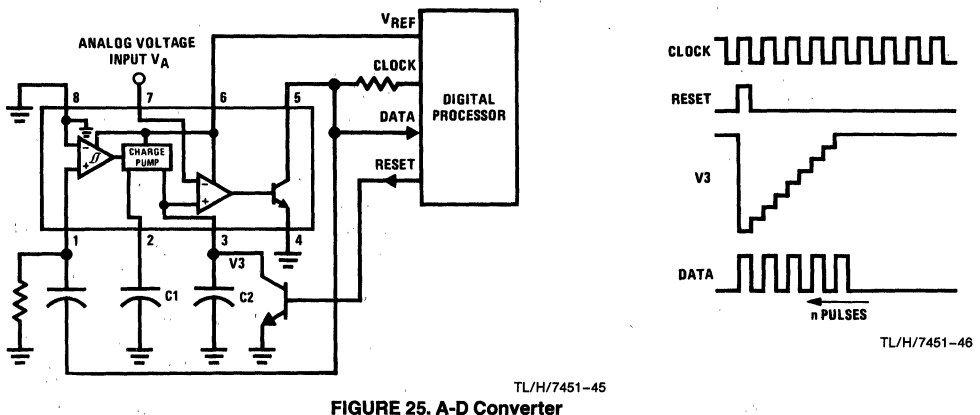 VREF
ANALOG VOLTAGE
INPUT VA
CLOCK
8
7
6
5
DIGITAL
PROCESSOR
DATA
CHARGE
PUMP
RESET
-
+
-
+
1
2
3
4
V3
C1
C2
TL/H/7451-45
CLOCK
RESET
V3
DATA
n PULSES
TL/H/7451-46
FIGURE 25. A-D Converter